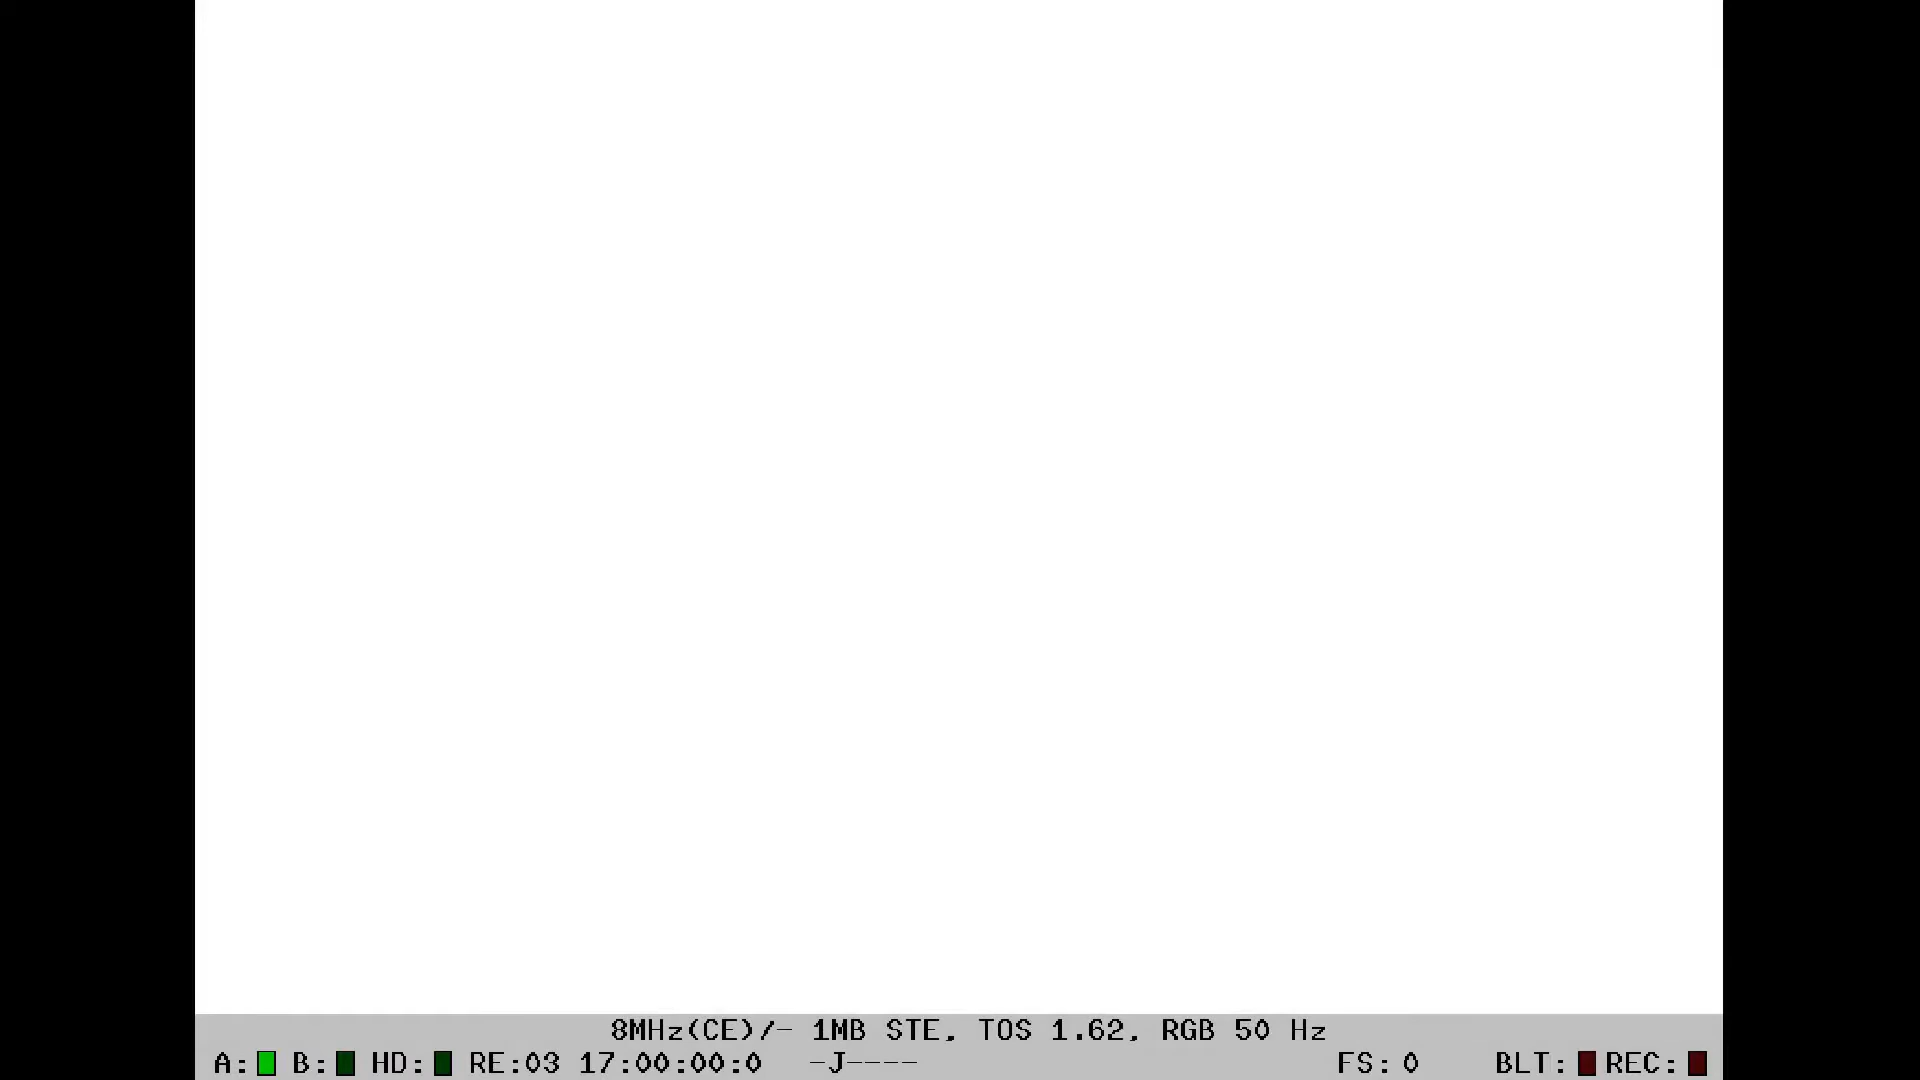 8MHz(CE)/- 1MB STE, TOS 1.62, RGB 50 Hz
A: B: HD: RE:03 17:00:00:0 -J---- FS: 0 BLT: REC: